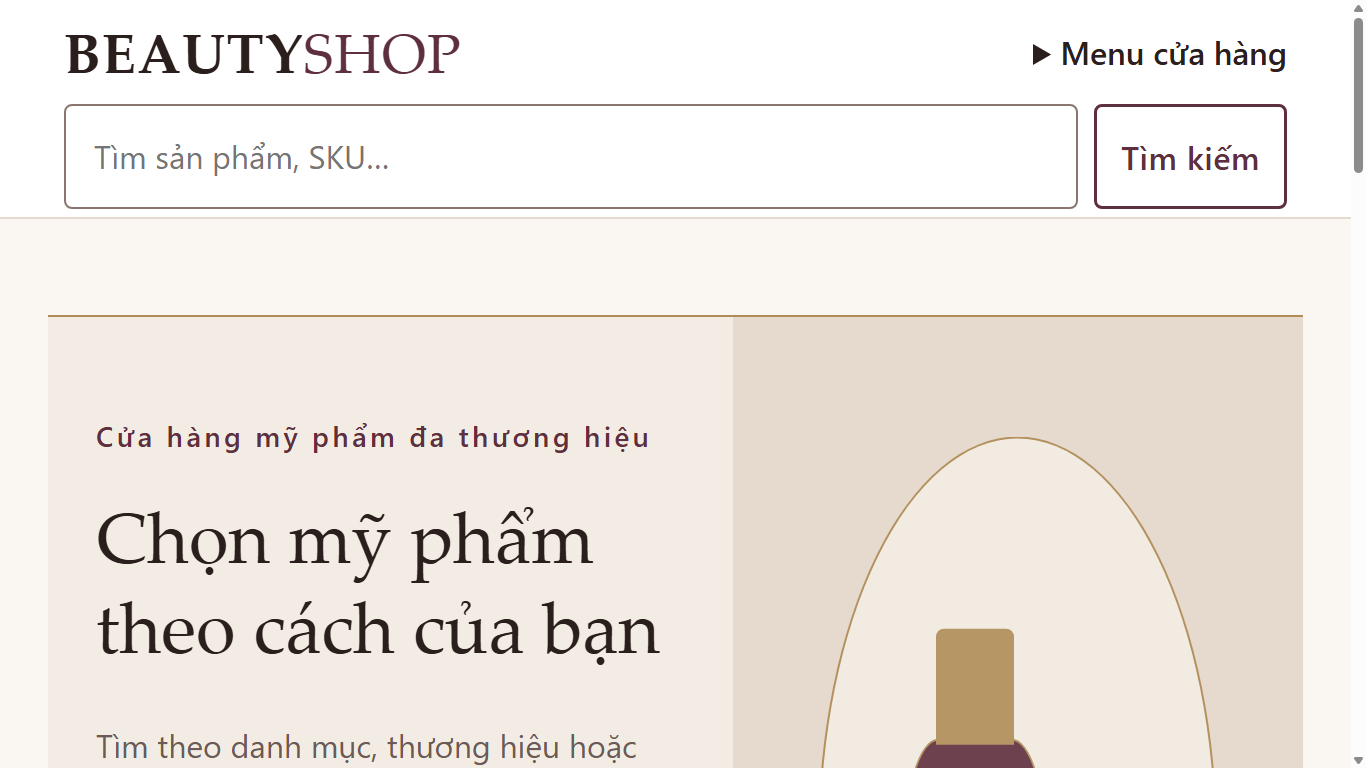 BEAUTYSHOP
Menu cửa hàng
Tìm sản phẩm, SKU...
Tìm kiếm
Cửa hàng mỹ phẩm đa thương hiệu
Chọn mỹ phẩm
theo cách của bạn
Tìm theo danh mục, thương hiệu hoặc